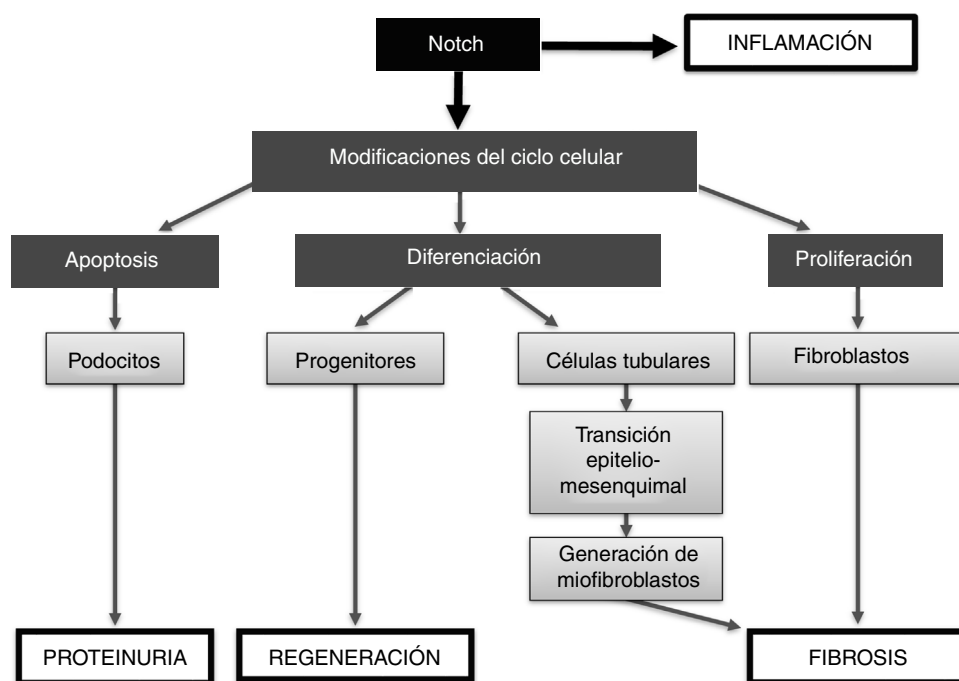 Notch
INFLAMACIÓN
Modificaciones del ciclo celular
Apoptosis
Diferenciación
Proliferación
Podocitos
Progenitores
Células tubulares
Fibroblastos
Transición
epitelio-
mesenquimal
Generación de
miofibroblastos
PROTEINURIA
REGENERACIÓN
FIBROSIS